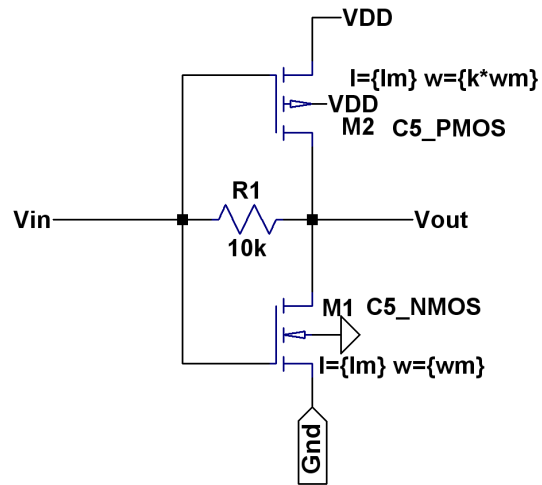 VDD
l={lm} w={k*wm}
VDD
M2 C5_PMOS
R1
Vin
Vout
10k
M1 C5_NMOS
l={lm} w={wm}
Gnd